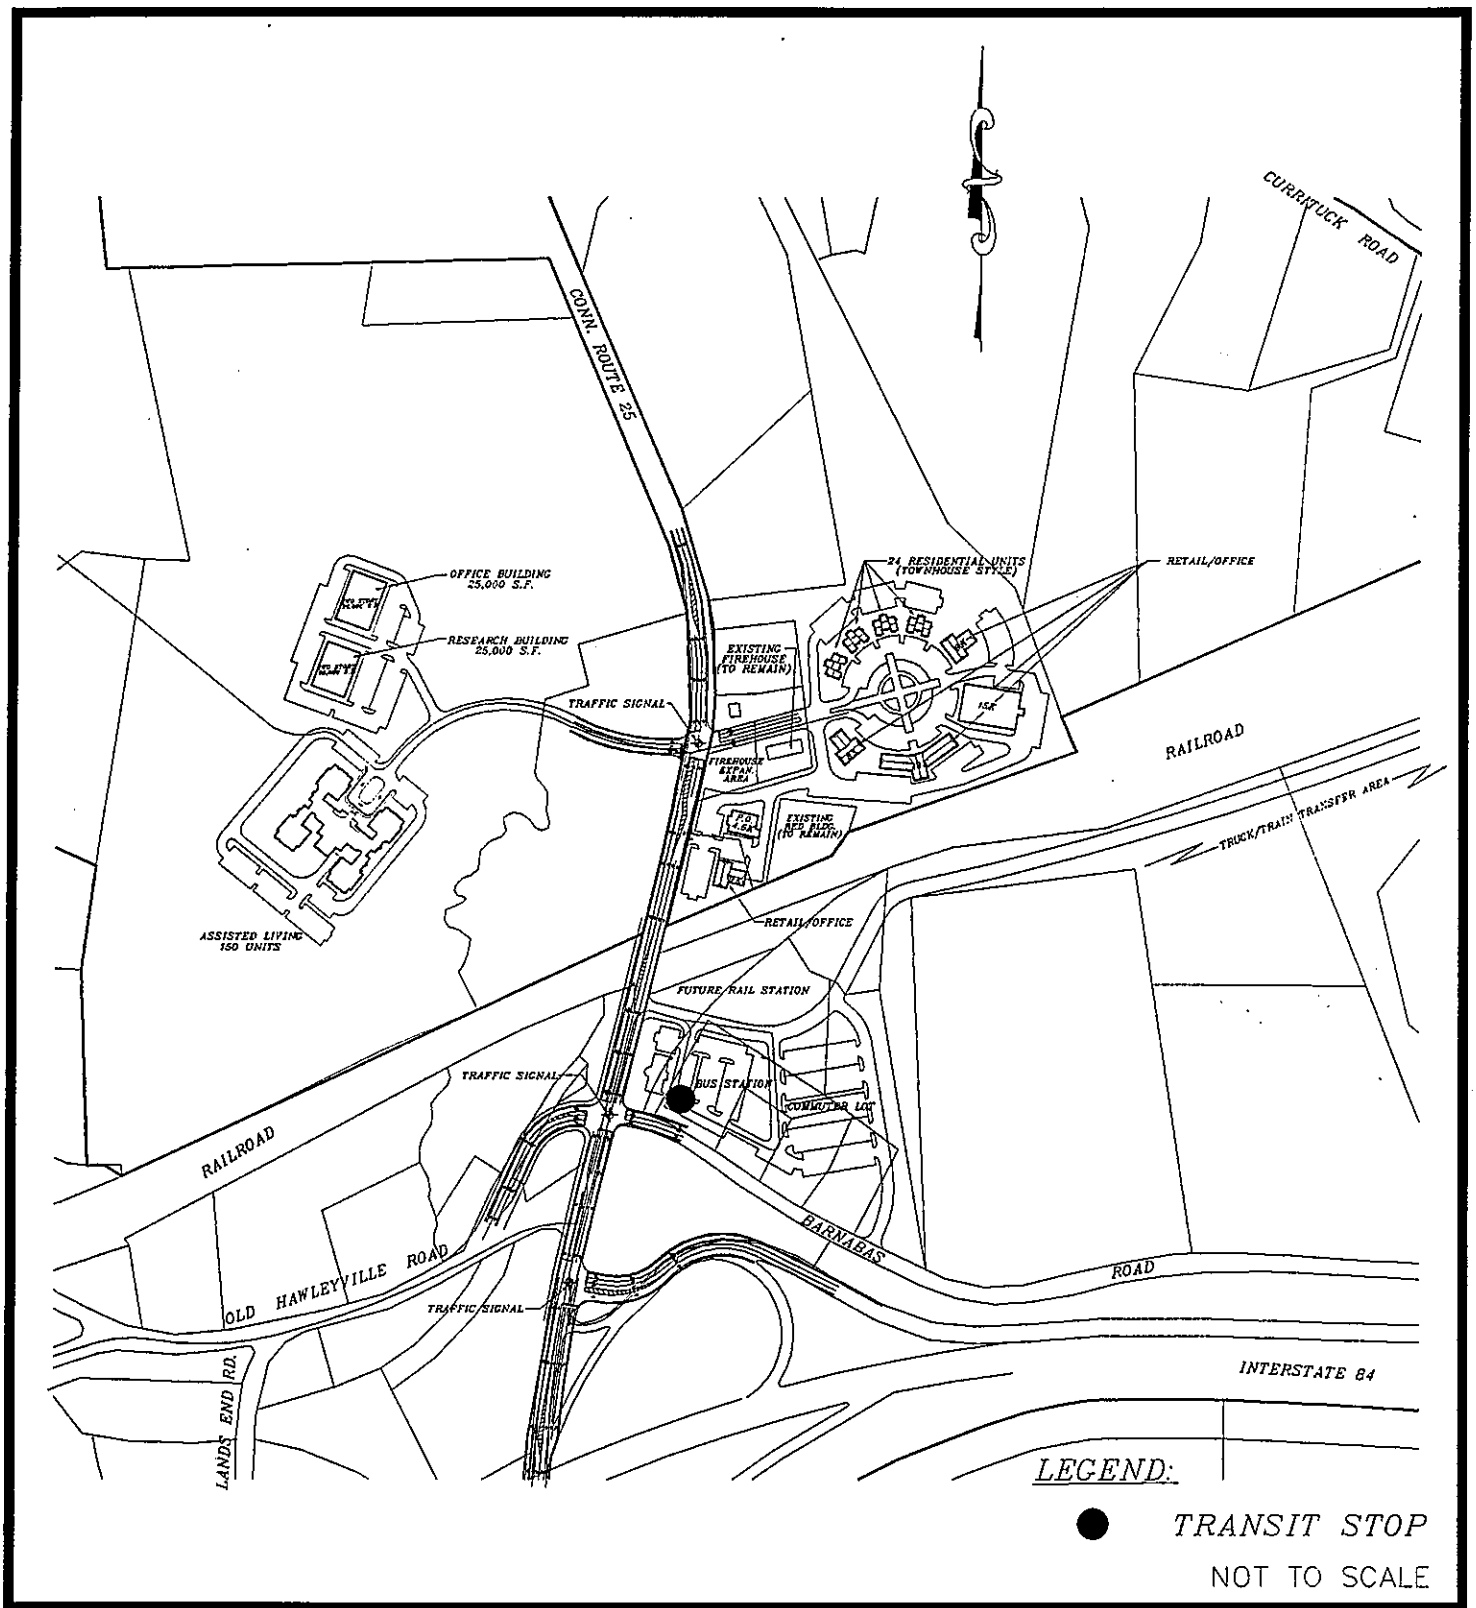 CURRITUCK ROAD
CONN. ROUTE 25
24 RESIDENTIAL UNITS
(TOWNHOUSE STYLE)
RETAIL/OFFICE
OFFICE BUILDING
25,000 S.F.
RESEARCH BUILDING
25,000 S.F.
EXISTING
FIREHOUSE
(TO REMAIN)
TRAFFIC SIGNAL
15K
RAILROAD
FIREHOUSE
EXPAN.
AREA
TRUCK/TRAIN TRANSFER AREA
P.O.
4.5K
EXISTING
RED BLDG.
(TO REMAIN)
RETAIL/OFFICE
ASSISTED LIVING
150 UNITS
FUTURE RAIL STATION
TRAFFIC SIGNAL
BUS STATION
COMMUTER LOT
RAILROAD
BARNABAS
ROAD
OLD HAWLEYVILLE ROAD
TRAFFIC SIGNAL
INTERSTATE 84
LANDS END RD.
LEGEND:
TRANSIT STOP
NOT TO SCALE